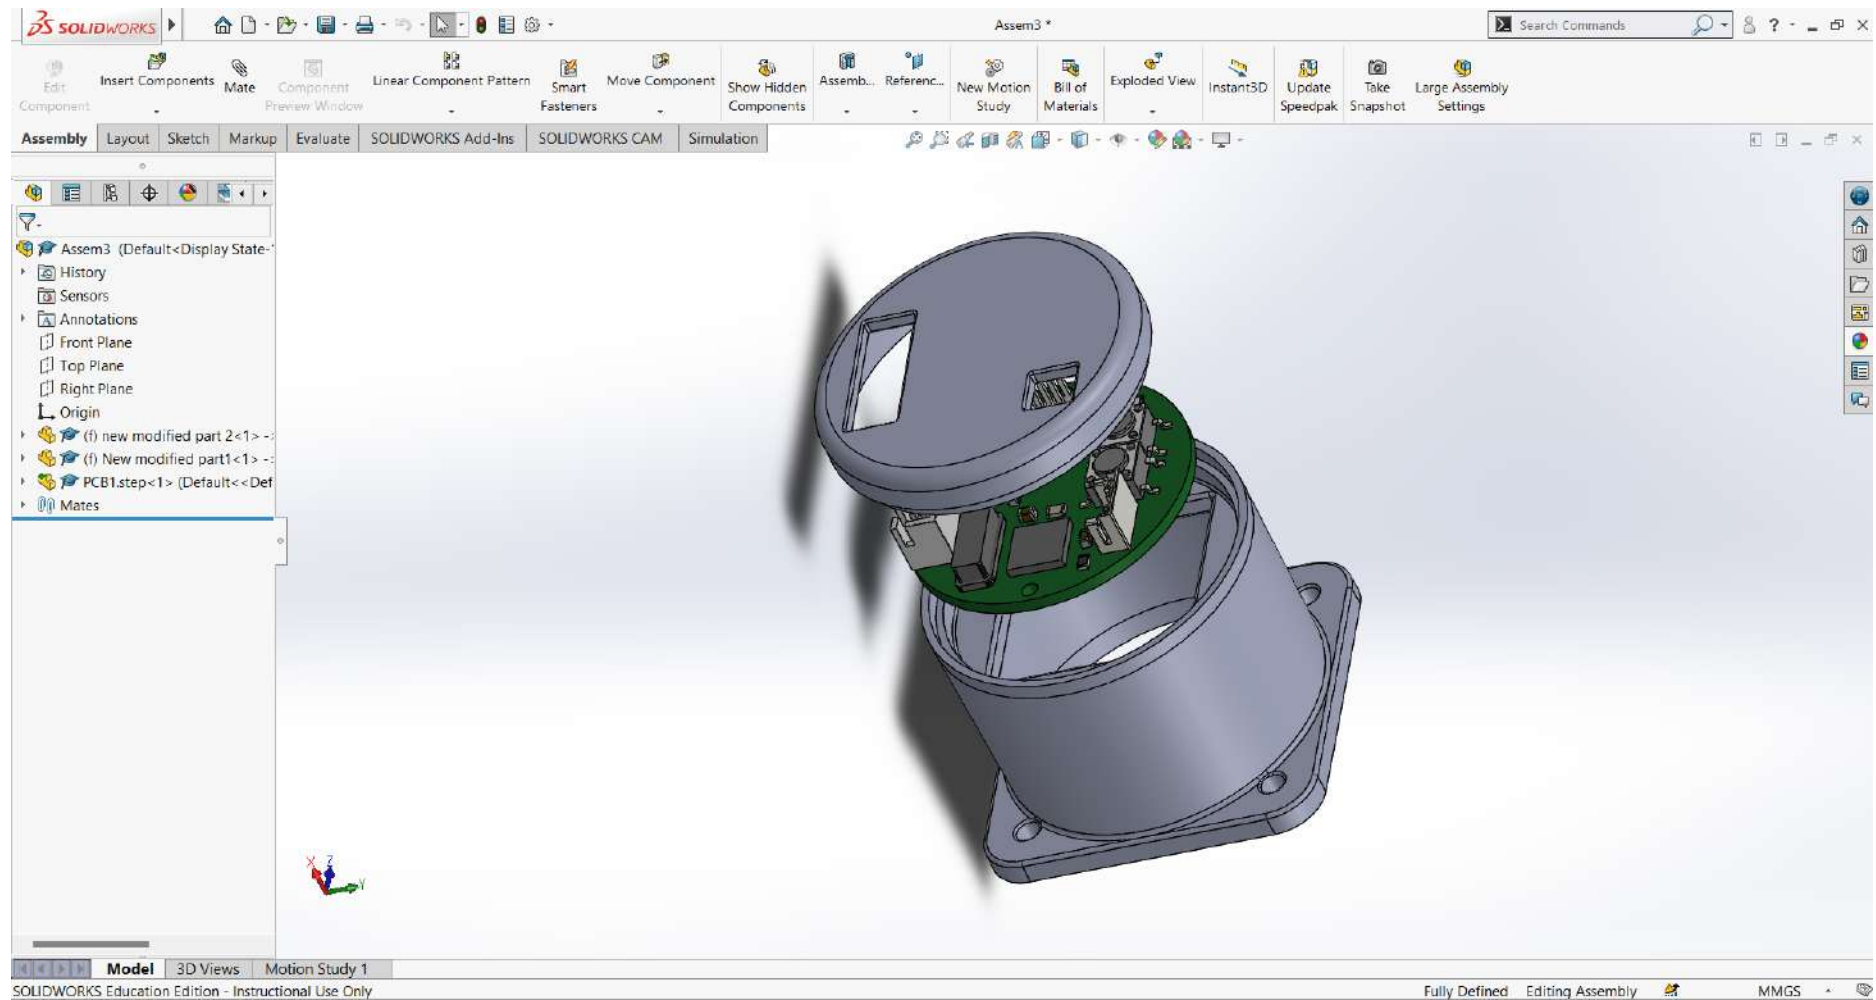 SOLIDWORKS
Assem3 *
Search Commands
?
Edit Component
Insert Components
Mate
Component Preview Window
Linear Component Pattern
Smart Fasteners
Move Component
Show Hidden Components
Assemb...
Referenc...
New Motion Study
Bill of Materials
Exploded View
Instant3D
Update Speedpak
Take Snapshot
Large Assembly Settings
Assembly Layout Sketch Markup Evaluate SOLIDWORKS Add-Ins SOLIDWORKS CAM Simulation
Assem3 (Default<Display State-
History
Sensors
Annotations
Front Plane
Top Plane
Right Plane
Origin
(f) new modified part 2<1> -
(f) New modified part1<1> -
PCB1.step<1> (Default<<Def
Mates
X Z Y
Model 3D Views Motion Study 1
SOLIDWORKS Education Edition - Instructional Use Only
Fully Defined Editing Assembly MMGS